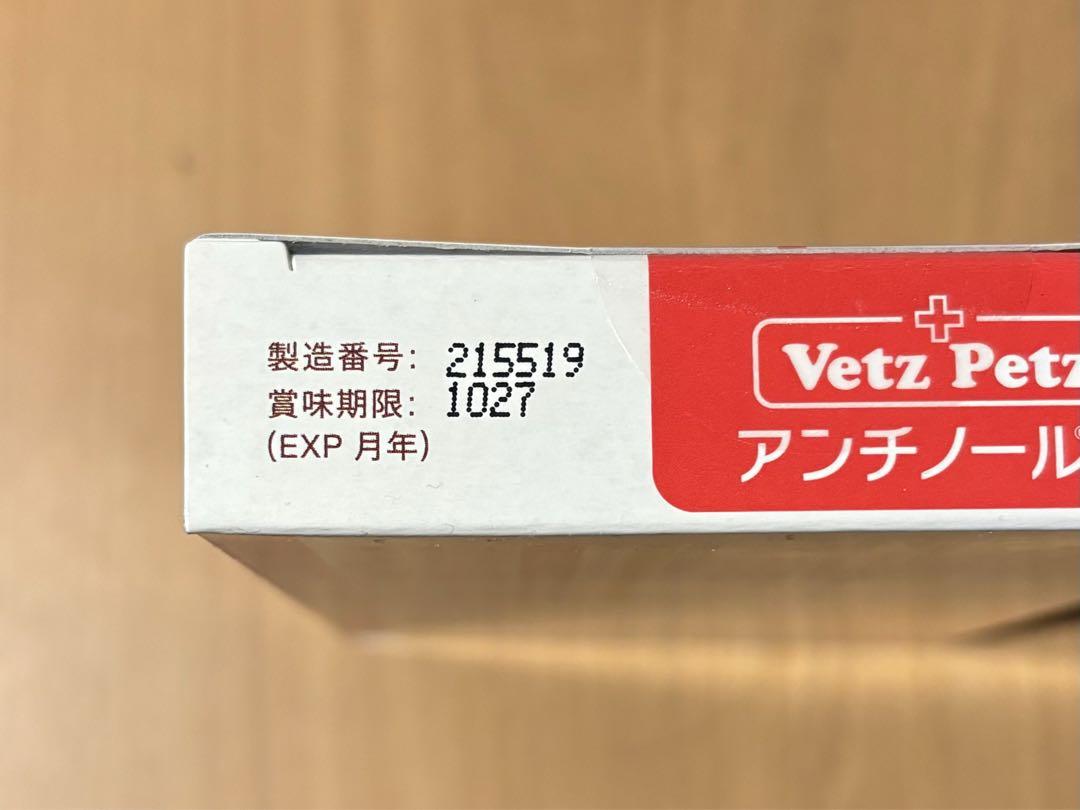 製造番号: 215519
賞味期限: 1027
(EXP 月年)
Vetz Petz
アンチノール